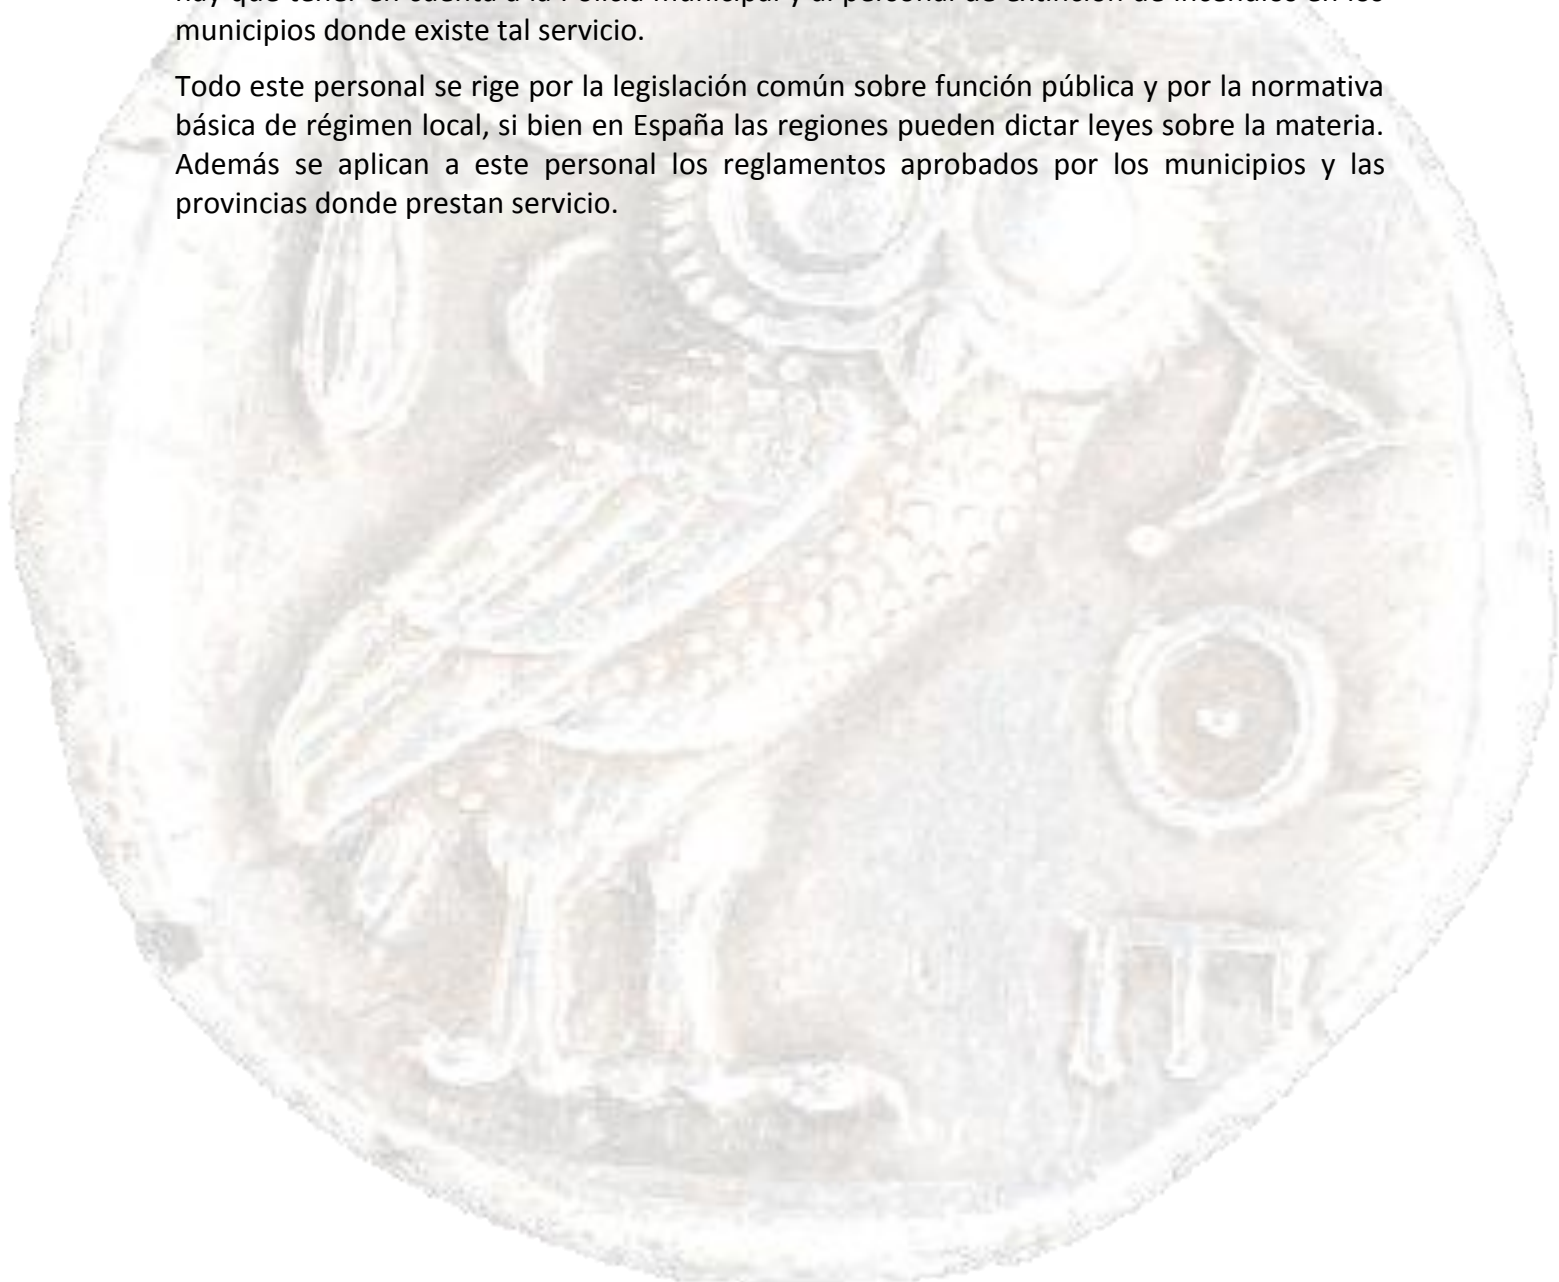 hay que tener en cuenta a la Policía Municipal y al personal de extinción de incendios en los
municipios donde existe tal servicio.
Todo este personal se rige por la legislación común sobre función pública y por la normativa
básica de régimen local, si bien en España las regiones pueden dictar leyes sobre la materia.
Además se aplican a este personal los reglamentos aprobados por los municipios y las
provincias donde prestan servicio.